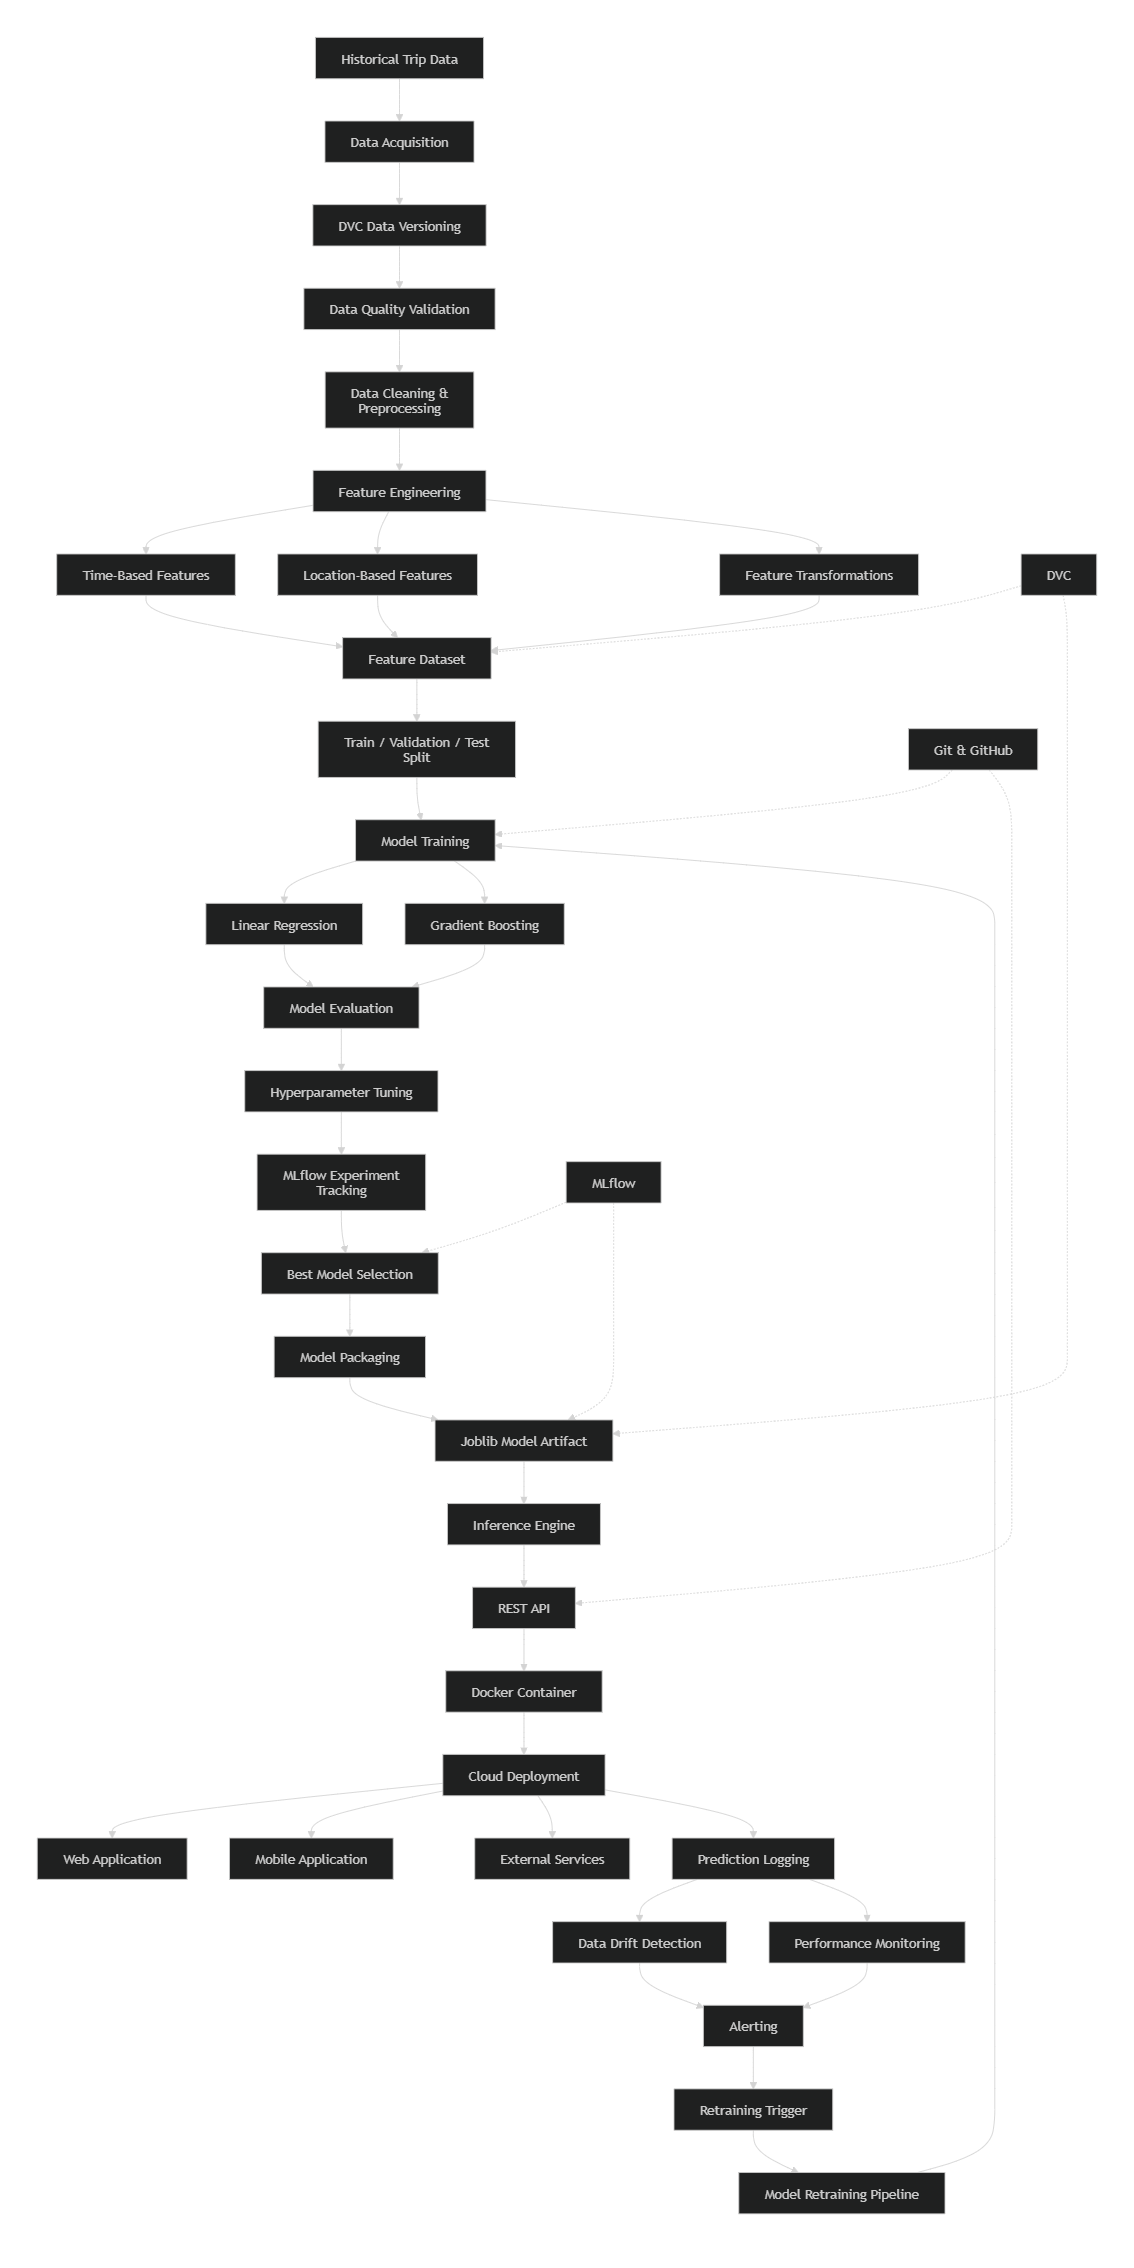 Historical Trip Data
Data Acquisition
DVC Data Versioning
Data Quality Validation
Data Cleaning &
Preprocessing
Feature Engineering
Time-Based Features
Location-Based Features
Feature Transformations
DVC
Feature Dataset
Train / Validation / Test
Split
Git & GitHub
Model Training
Linear Regression
Gradient Boosting
Model Evaluation
Hyperparameter Tuning
MLflow Experiment
Tracking
MLflow
Best Model Selection
Model Packaging
Joblib Model Artifact
Inference Engine
REST API
Docker Container
Cloud Deployment
Web Application
Mobile Application
External Services
Prediction Logging
Data Drift Detection
Performance Monitoring
Alerting
Retraining Trigger
Model Retraining Pipeline